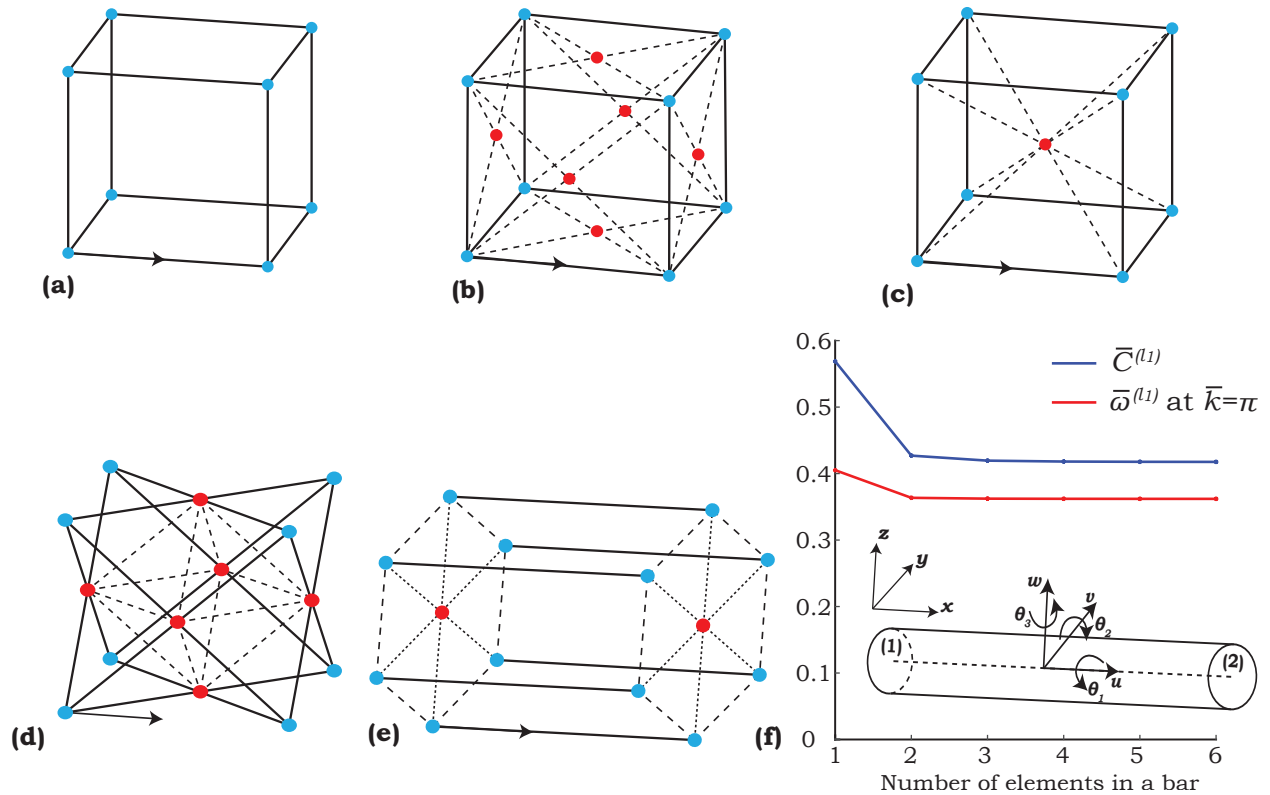 (a)
(b)
(c)
(d)
(e)
(f)
0.6
0.5
0.4
0.3
0.2
0.1
0
C̅⁽ˡ¹⁾
ω̅⁽ˡ¹⁾ at k̅=π
z
y
x
w
v
θ₃
θ₂
(1)
(2)
u
θ₁
1 2 3 4 5 6
Number of elements in a bar